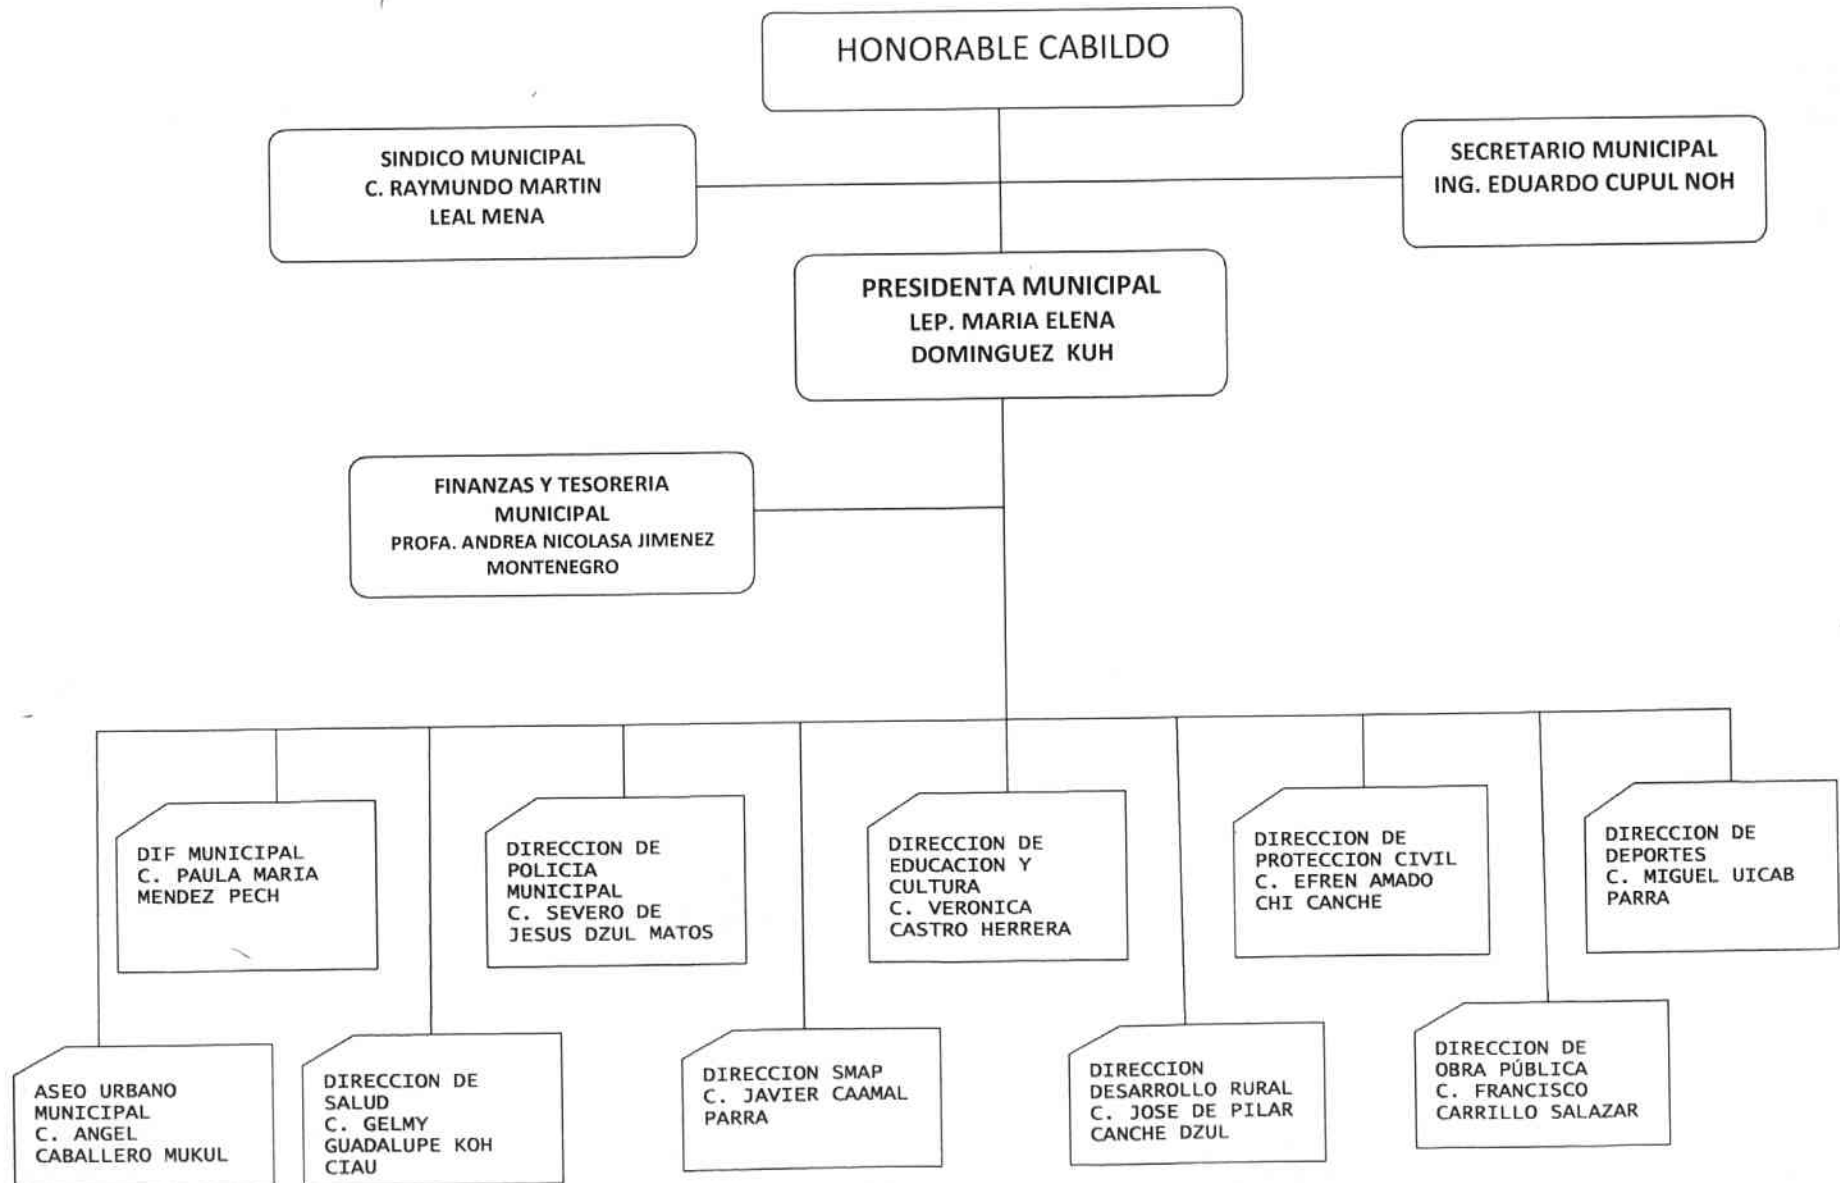 HONORABLE CABILDO
SINDICO MUNICIPAL
C. RAYMUNDO MARTIN
LEAL MENA
SECRETARIO MUNICIPAL
ING. EDUARDO CUPUL NOH
PRESIDENTA MUNICIPAL
LEP. MARIA ELENA
DOMINGUEZ KUH
FINANZAS Y TESORERIA
MUNICIPAL
PROFA. ANDREA NICOLASA JIMENEZ
MONTENEGRO
DIF MUNICIPAL
C. PAULA MARIA
MENDEZ PECH
DIRECCION DE
POLICIA
MUNICIPAL
C. SEVERO DE
JESUS DZUL MATOS
DIRECCION DE
EDUCACION Y
CULTURA
C. VERONICA
CASTRO HERRERA
DIRECCION DE
PROTECCION CIVIL
C. EFREN AMADO
CHI CANCHE
DIRECCION DE
DEPORTES
C. MIGUEL UICAB
PARRA
ASEO URBANO
MUNICIPAL
C. ANGEL
CABALLERO MUKUL
DIRECCION DE
SALUD
C. GELMY
GUADALUPE KOH
CIAU
DIRECCION SMAP
C. JAVIER CAAMAL
PARRA
DIRECCION
DESARROLLO RURAL
C. JOSE DE PILAR
CANCHE DZUL
DIRECCION DE
OBRA PÚBLICA
C. FRANCISCO
CARRILLO SALAZAR